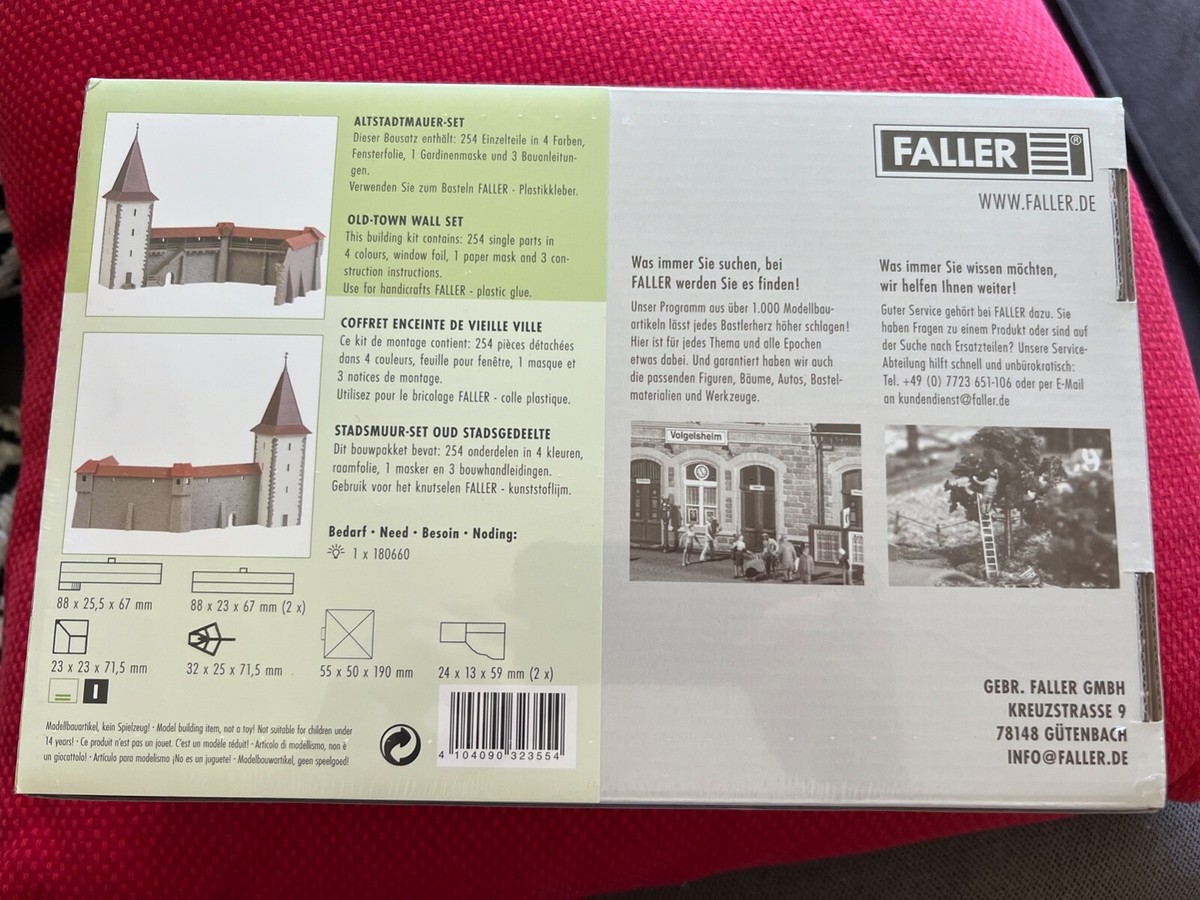 ALTSTADTMAUER-SET
Dieser Bausatz enthält: 254 Einzelteile in 4 Farben,
Fensterfolie, 1 Gardinenmaske und 3 Bauanleitun-
gen.
Verwenden Sie zum Basteln FALLER - Plastikkleber.
OLD-TOWN WALL SET
This building kit contains: 254 single parts in
4 colours, window foil, 1 paper mask and 3 con-
struction instructions.
Use for handicrafts FALLER - plastic glue.
COFFRET ENCEINTE DE VIEILLE VILLE
Ce kit de montage contient: 254 pièces détachées
dans 4 couleurs, feuille pour fenêtre, 1 masque et
3 notices de montage.
Utilisez pour le bricolage FALLER - colle plastique.
STADSMUUR-SET OUD STADSGEDEELTE
Dit bouwpakket bevat: 254 onderdelen in 4 kleuren,
raamfolie, 1 masker en 3 bouwhandleidingen.
Gebruik voor het knutselen FALLER - kunststoflijm.
Bedarf · Need · Besoin · Noding:
1 x 180660
88 x 25,5 x 67 mm
88 x 23 x 67 mm (2 x)
23 x 23 x 71,5 mm
32 x 25 x 71,5 mm
55 x 50 x 190 mm
24 x 13 x 59 mm (2 x)
Modellbauartikel, kein Spielzeug! · Model building item, not a toy! Not suitable for children under
14 years! · Ce produit n'est pas un jouet. C'est un modèle réduit! · Articolo di modellismo, non è
un giocattolo! · Artículo para modelismo ¡No es un juguete! · Modelbouwartikel, geen speelgoed!
4 104090 323554
FALLER®
WWW.FALLER.DE
Was immer Sie suchen, bei
FALLER werden Sie es finden!
Unser Programm aus über 1.000 Modellbau-
artikeln lässt jedes Bastlerherz höher schlagen!
Hier ist für jedes Thema und alle Epochen
etwas dabei. Und garantiert haben wir auch
die passenden Figuren, Bäume, Autos, Bastel-
materialien und Werkzeuge.
Volgelsheim
Was immer Sie wissen möchten,
wir helfen Ihnen weiter!
Guter Service gehört bei FALLER dazu. Sie
haben Fragen zu einem Produkt oder sind auf
der Suche nach Ersatzteilen? Unsere Service-
Abteilung hilft schnell und unbürokratisch:
Tel. +49 (0) 7723 651-106 oder per E-Mail
an kundendienst@faller.de
GEBR. FALLER GMBH
KREUZSTRASSE 9
78148 GÜTENBACH
INFO@FALLER.DE